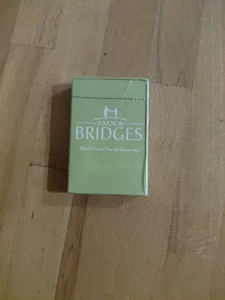 TAUCK
BRIDGES
World Travel Family Discovery